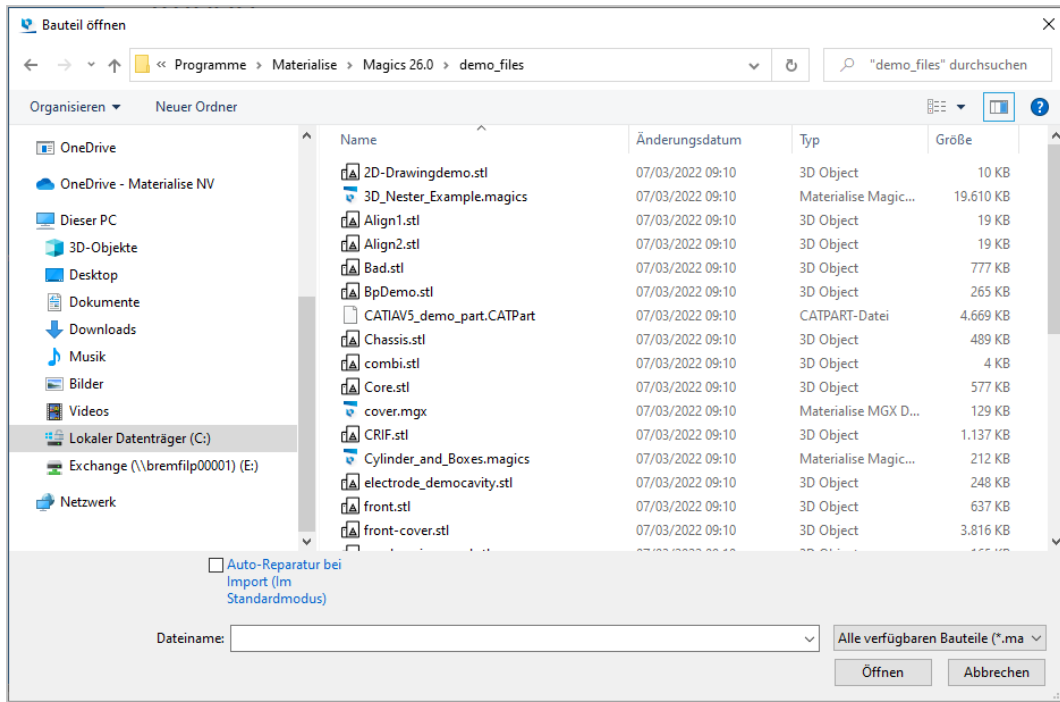 Bauteil öffnen
« Programme > Materialise > Magics 26.0 > demo_files
"demo_files" durchsuchen
Organisieren
Neuer Ordner
OneDrive
OneDrive - Materialise NV
Dieser PC
3D-Objekte
Desktop
Dokumente
Downloads
Musik
Bilder
Videos
Lokaler Datenträger (C:)
Exchange (\\bremfilp00001) (E:)
Netzwerk
Name Änderungsdatum Typ Größe
2D-Drawingdemo.stl 07/03/2022 09:10 3D Object 10 KB
3D_Nester_Example.magics 07/03/2022 09:10 Materialise Magic... 19.610 KB
Align1.stl 07/03/2022 09:10 3D Object 19 KB
Align2.stl 07/03/2022 09:10 3D Object 19 KB
Bad.stl 07/03/2022 09:10 3D Object 777 KB
BpDemo.stl 07/03/2022 09:10 3D Object 265 KB
CATIAV5_demo_part.CATPart 07/03/2022 09:10 CATPART-Datei 4.669 KB
Chassis.stl 07/03/2022 09:10 3D Object 489 KB
combi.stl 07/03/2022 09:10 3D Object 4 KB
Core.stl 07/03/2022 09:10 3D Object 577 KB
cover.mgx 07/03/2022 09:10 Materialise MGX D... 129 KB
CRIF.stl 07/03/2022 09:10 3D Object 1.137 KB
Cylinder_and_Boxes.magics 07/03/2022 09:10 Materialise Magic... 212 KB
electrode_democavity.stl 07/03/2022 09:10 3D Object 248 KB
front.stl 07/03/2022 09:10 3D Object 637 KB
front-cover.stl 07/03/2022 09:10 3D Object 3.816 KB
Auto-Reparatur bei
Import (Im
Standardmodus)
Dateiname:
Alle verfügbaren Bauteile (*.ma
Öffnen
Abbrechen